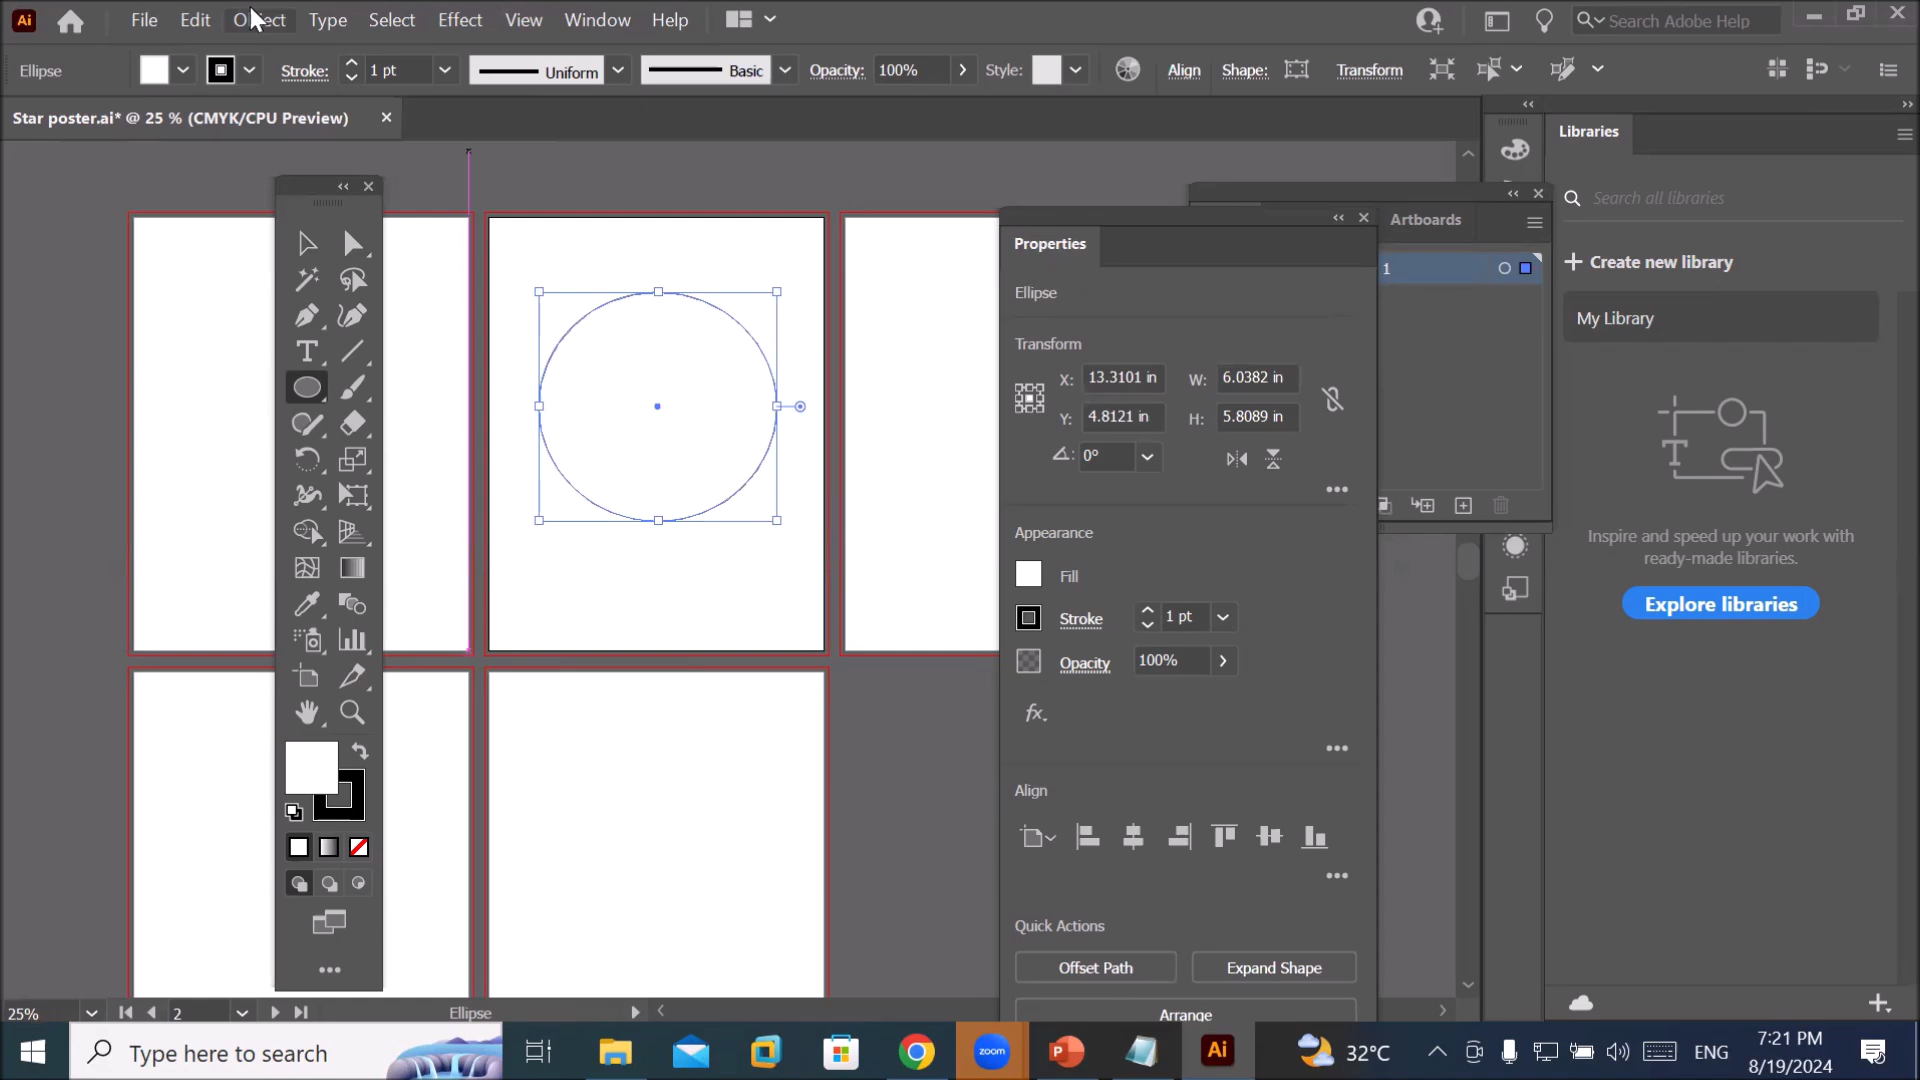 Ai File Edit Object Type Select Effect View Window Help Search Adobe Help
Ellipse Stroke: 1 pt Uniform Basic Opacity: 100% Style: Align Shape: Transform
Star poster.ai* @ 25 % (CMYK/CPU Preview)
Libraries
Search all libraries
Artboards
Properties
Create new library
1
Ellipse
My Library
Transform
X: 13.3101 in W: 6.0382 in
Y: 4.8121 in H: 5.8089 in
0°
Appearance
Inspire and speed up your work with
ready-made libraries.
Fill
Explore libraries
Stroke 1 pt
Opacity 100%
fx.
Align
Quick Actions
Offset Path Expand Shape
Arrange
25% 2 Ellipse
Type here to search zoom Ai 32°C ENG 7:21 PM
8/19/2024